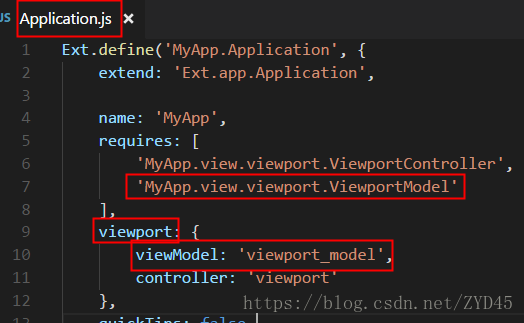 JS Application.js ×
1 Ext.define('MyApp.Application', {
2 extend: 'Ext.app.Application',
3
4 name: 'MyApp',
5 requires: [
6 'MyApp.view.viewport.ViewportController',
7 'MyApp.view.viewport.ViewportModel'
8 ],
9 viewport: {
10 viewModel: 'viewport_model',
11 controller: 'viewport'
12 },
13 quickTips: false,
https://blog.csdn.net/ZYD45